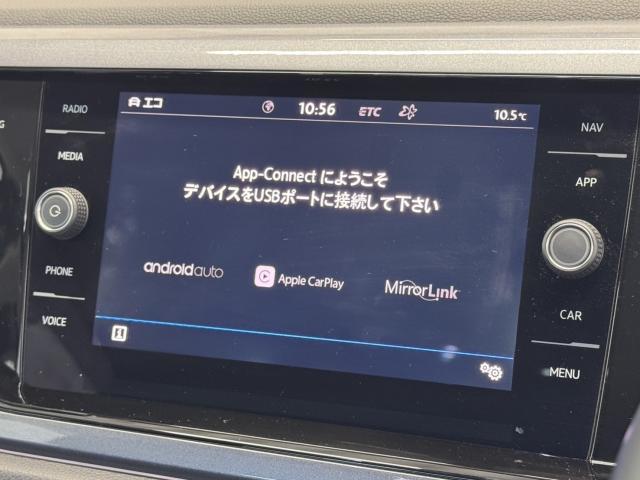 RADIO
MEDIA
PHONE
VOICE
エコ
10:56
ETC
10.5℃
App-Connect にようこそ
デバイスをUSBポートに接続して下さい
androidauto
Apple CarPlay
MirrorLink
NAV
APP
CAR
MENU